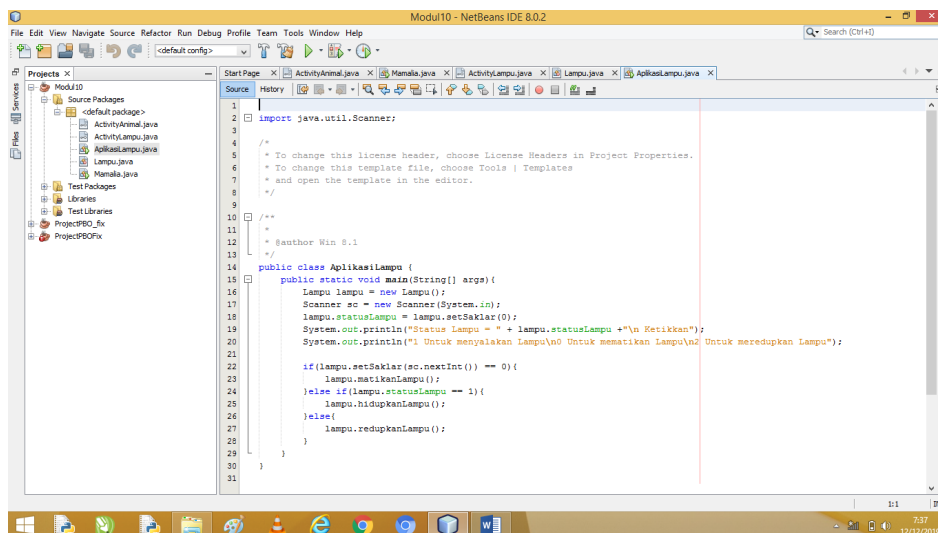 Modul10 - NetBeans IDE 8.0.2
File Edit View Navigate Source Refactor Run Debug Profile Team Tools Window Help
Search (Ctrl+I)
<default config>
Projects
Services
Files
Modul10
Source Packages
<default package>
ActivityAnimal.java
ActivityLampu.java
AplikasiLampu.java
Lampu.java
Mamalia.java
Test Packages
Libraries
Test Libraries
ProjectPBO_fix
ProjectPBOFix
Start Page ActivityAnimal.java Mamalia.java ActivityLampu.java Lampu.java AplikasiLampu.java
Source History
1
2 import java.util.Scanner;
3
4 /*
5 * To change this license header, choose License Headers in Project Properties.
6 * To change this template file, choose Tools | Templates
7 * and open the template in the editor.
8 */
9
10 /**
11 *
12 * @author Win 8.1
13 */
14 public class AplikasiLampu {
15 public static void main(String[] args){
16 Lampu lampu = new Lampu();
17 Scanner sc = new Scanner(System.in);
18 lampu.statusLampu = lampu.setSaklar(0);
19 System.out.println("Status Lampu = " + lampu.statusLampu +"\n Ketikkan");
20 System.out.println("1 Untuk menyalakan Lampu\n0 Untuk mematikan Lampu\n2 Untuk meredupkan Lampu");
21
22 if(lampu.setSaklar(sc.nextInt()) == 0){
23 lampu.matikanLampu();
24 }else if(lampu.statusLampu == 1){
25 lampu.hidupkanLampu();
26 }else{
27 lampu.redupkanLampu();
28 }
29 }
30 }
31
1:1
7:37